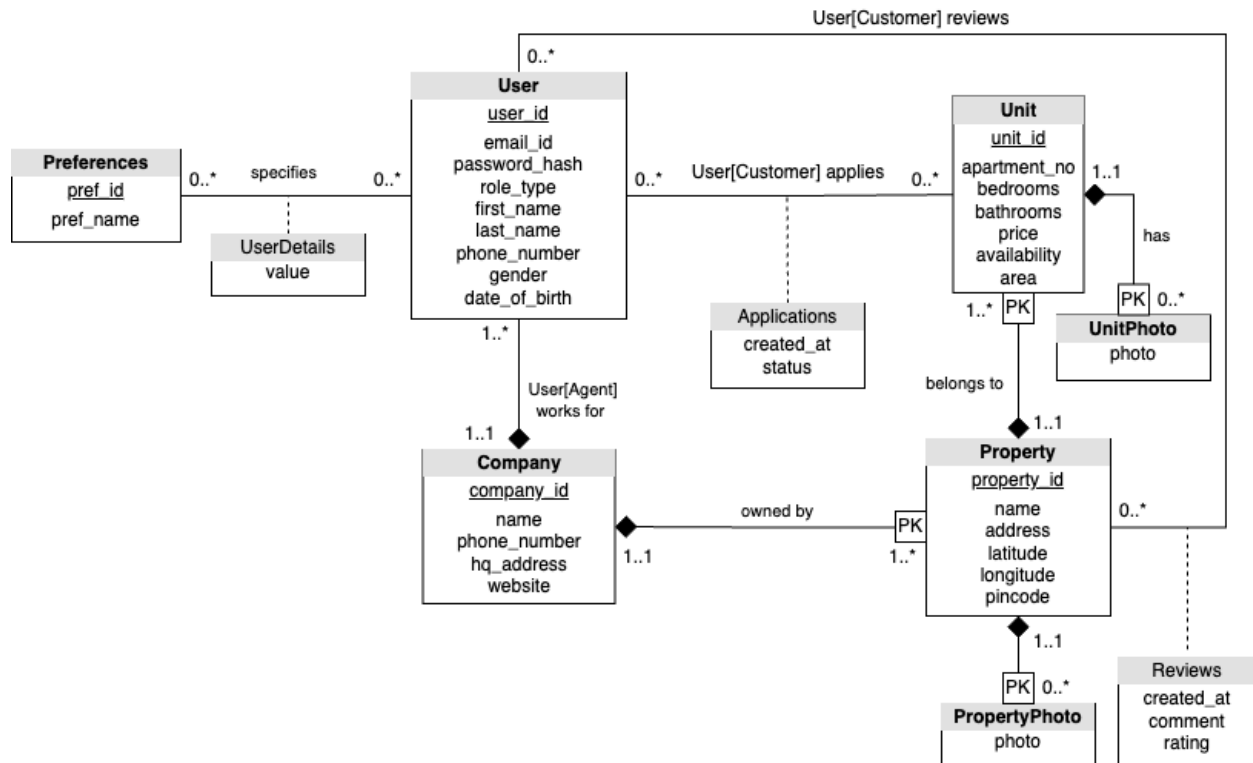 User[Customer] reviews
0..*
User
user_id
email_id
password_hash
role_type
first_name
last_name
phone_number
gender
date_of_birth
Preferences
pref_id
pref_name
0..*
specifies
0..*
UserDetails
value
0..*
User[Customer] applies
0..*
Applications
created_at
status
Unit
unit_id
apartment_no
bedrooms
bathrooms
price
availability
area
1..1
has
PK
0..*
UnitPhoto
photo
1..*
PK
belongs to
1..1
1..*
User[Agent]
works for
1..1
Company
company_id
name
phone_number
hq_address
website
1..1
owned by
PK
1..*
Property
property_id
name
address
latitude
longitude
pincode
0..*
1..1
PK
0..*
PropertyPhoto
photo
Reviews
created_at
comment
rating